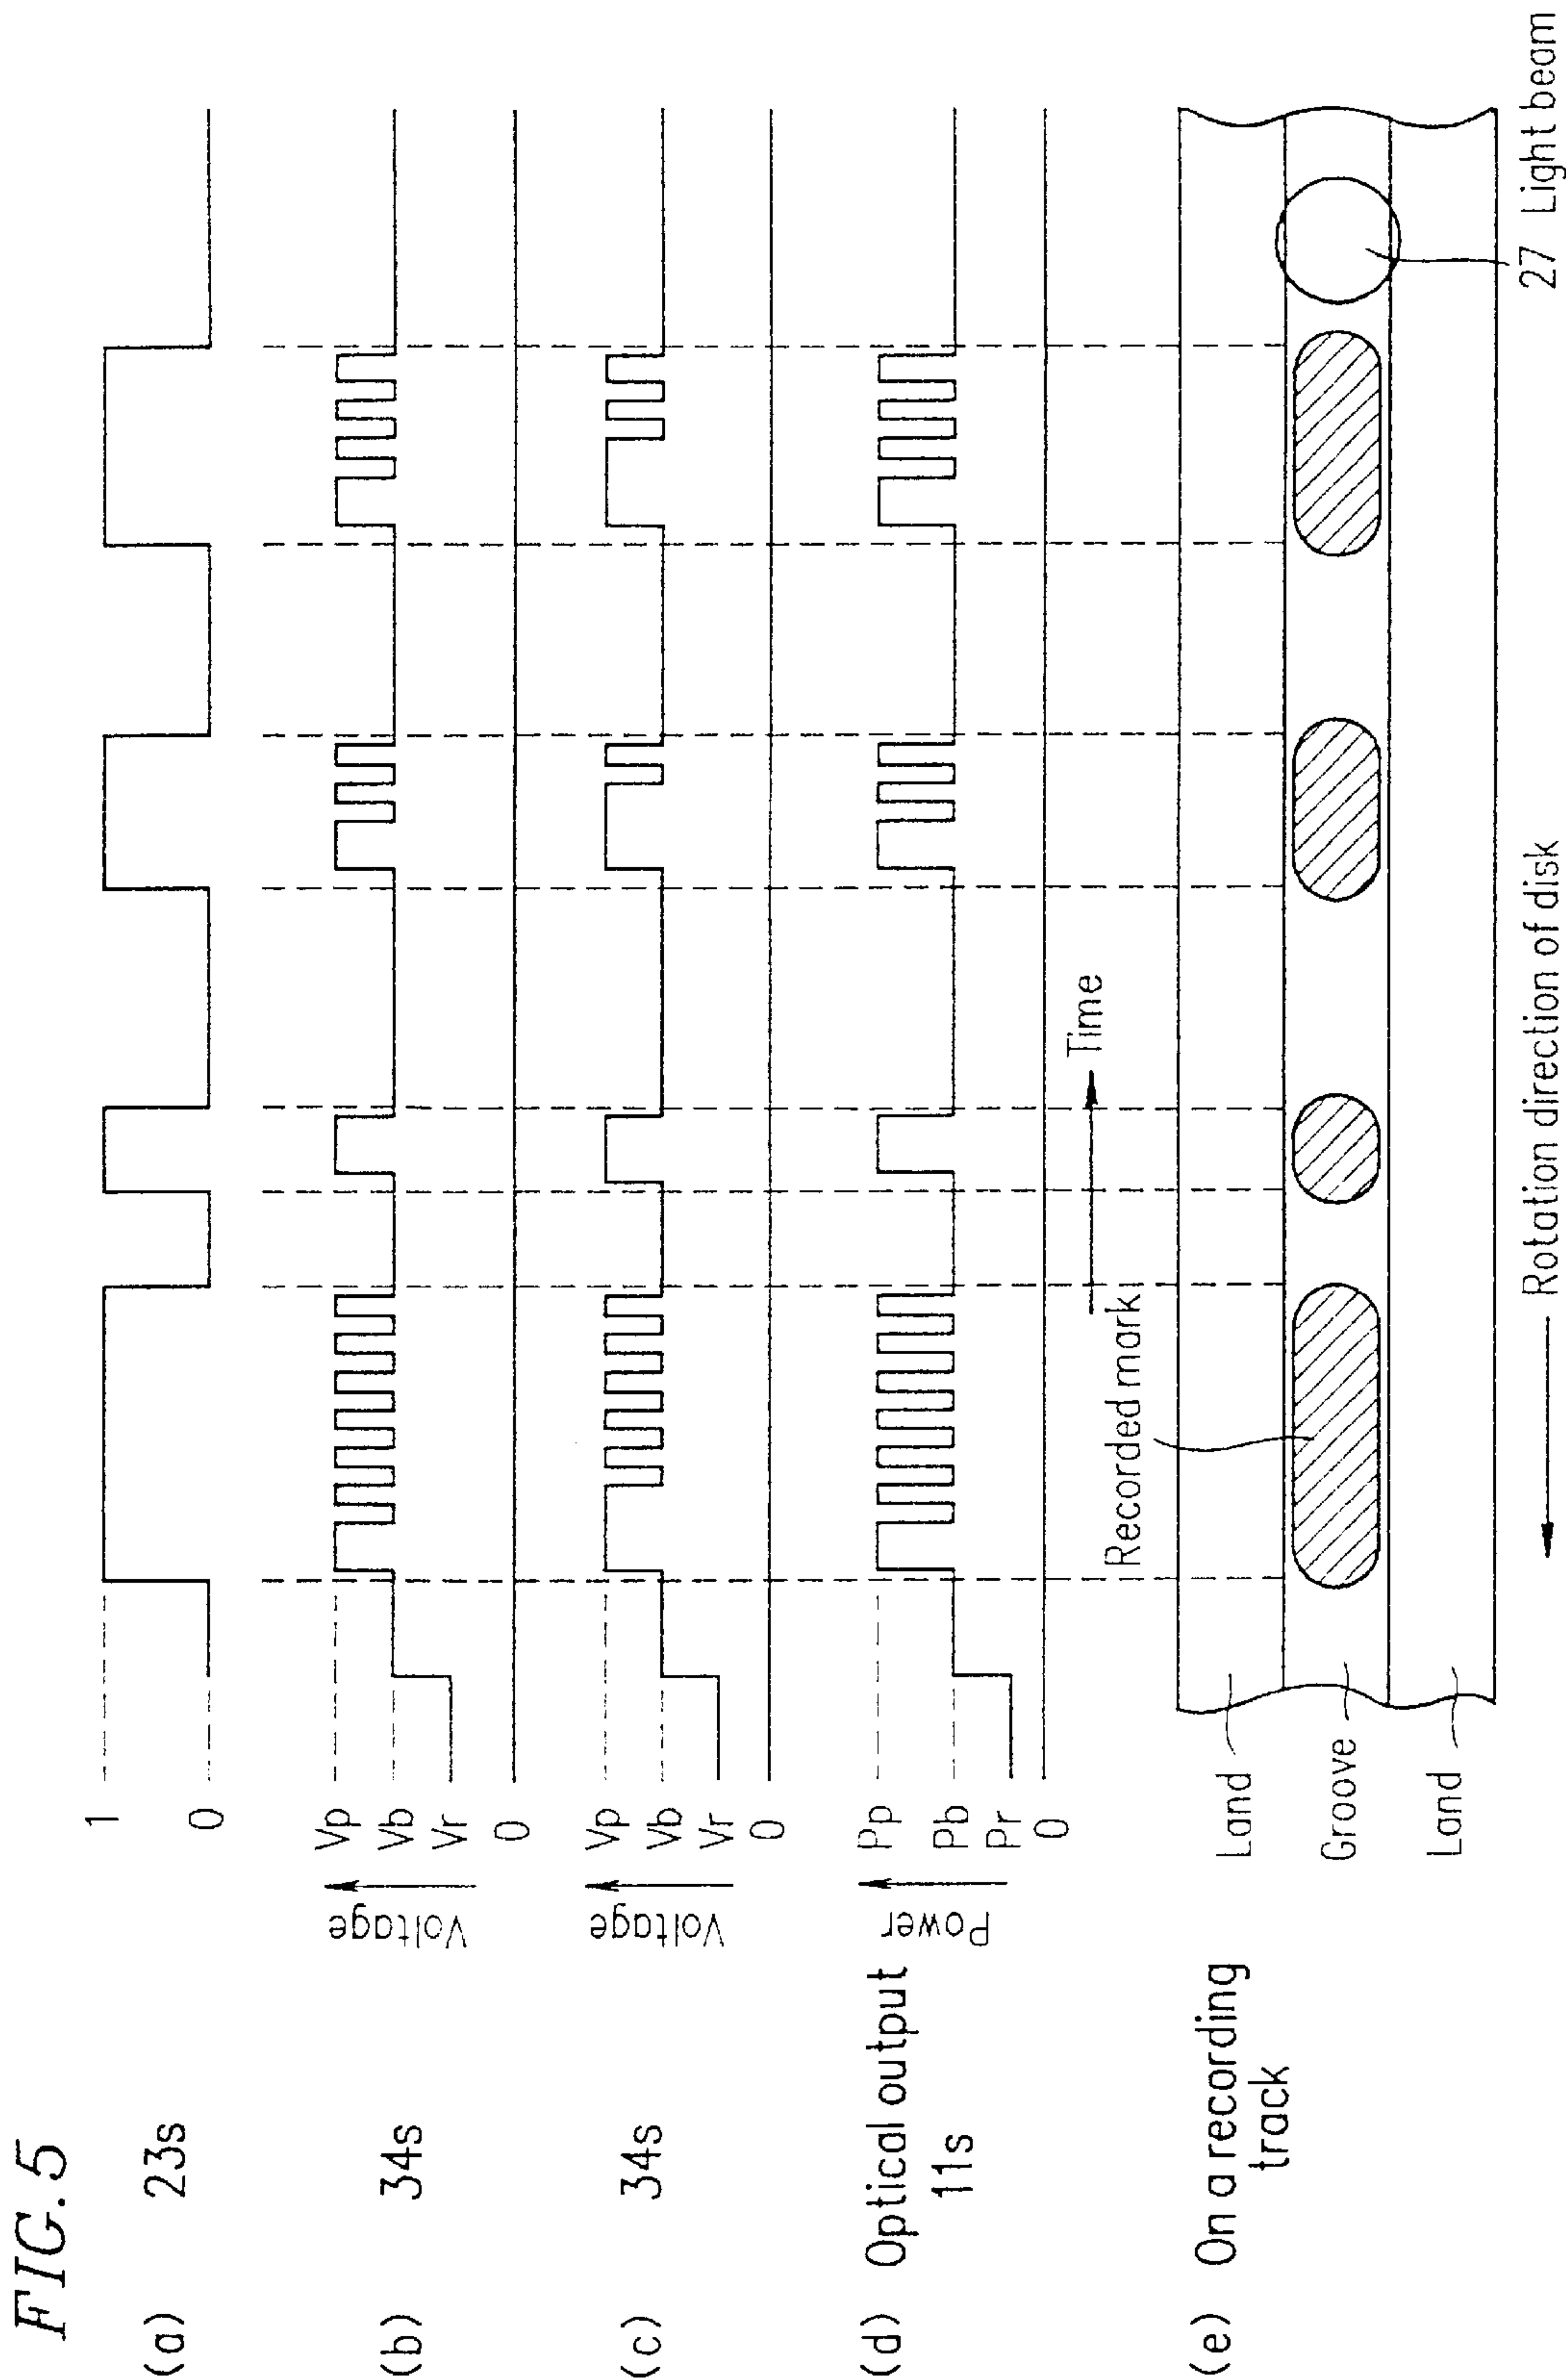 FIG. 5
(a) 23s
1
0
(b) 34s
Voltage
Vp
Vb
Vr
0
(c) 34s
Voltage
Vp
Vb
Vr
0
(d) Optical output
11s
Power
Pp
Pb
Pr
0
Time
Recorded mark
(e) On a recording
track
Land
Groove
Land
Rotation direction of disk
27 Light beam